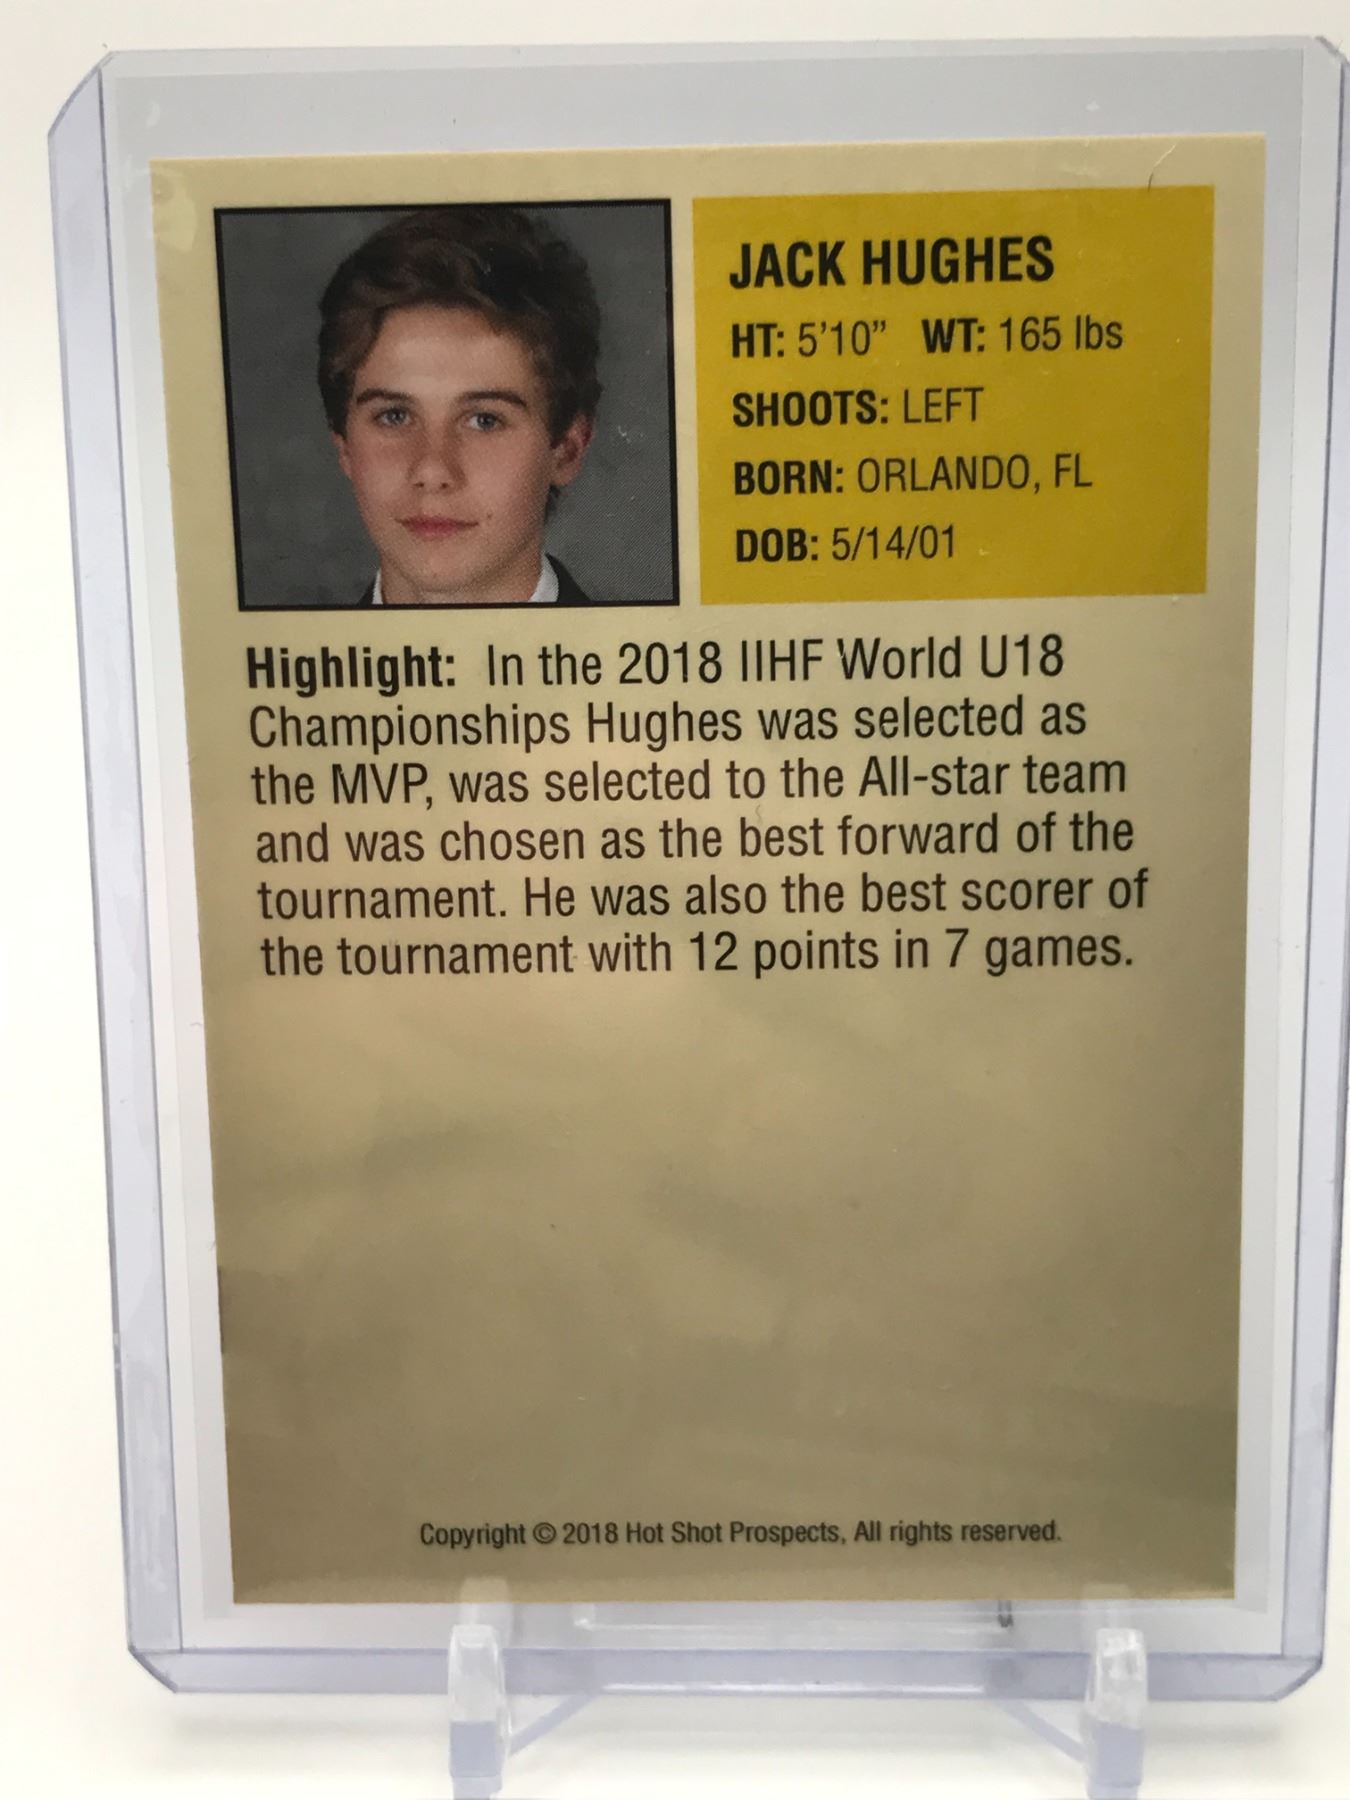 JACK HUGHES
HT: 5'10" WT: 165 lbs
SHOOTS: LEFT
BORN: ORLANDO, FL
DOB: 5/14/01
Highlight: In the 2018 IIHF World U18
Championships Hughes was selected as
the MVP, was selected to the All-star team
and was chosen as the best forward of the
tournament. He was also the best scorer of
the tournament with 12 points in 7 games.
Copyright © 2018 Hot Shot Prospects, All rights reserved.